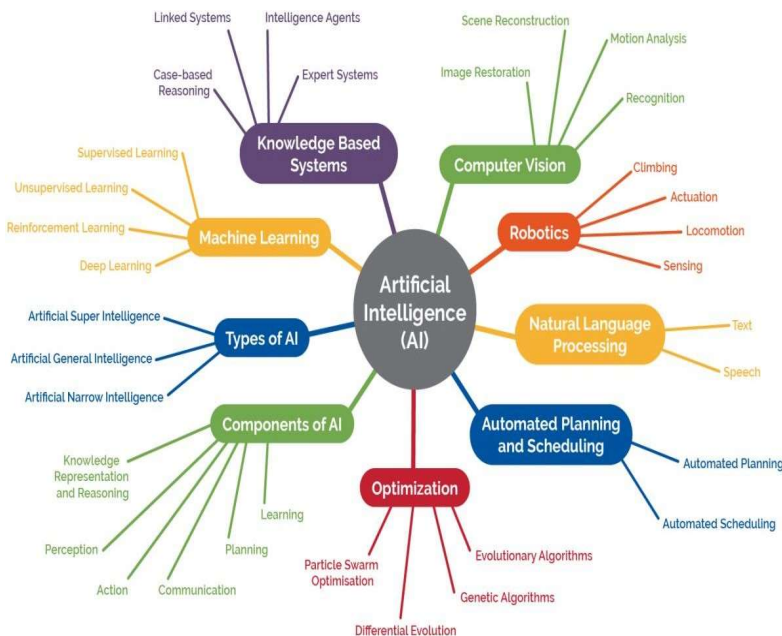 Linked Systems
Intelligence Agents
Case-based
Reasoning
Expert Systems
Knowledge Based
Systems
Scene Reconstruction
Motion Analysis
Image Restoration
Recognition
Computer Vision
Supervised Learning
Unsupervised Learning
Reinforcement Learning
Deep Learning
Machine Learning
Climbing
Actuation
Locomotion
Sensing
Robotics
Artificial
Intelligence
(AI)
Artificial Super Intelligence
Artificial General Intelligence
Artificial Narrow Intelligence
Types of AI
Natural Language
Processing
Text
Speech
Components of AI
Knowledge
Representation
and Reasoning
Perception
Action
Communication
Planning
Learning
Optimization
Particle Swarm
Optimisation
Differential Evolution
Genetic Algorithms
Evolutionary Algorithms
Automated Planning
and Scheduling
Automated Planning
Automated Scheduling